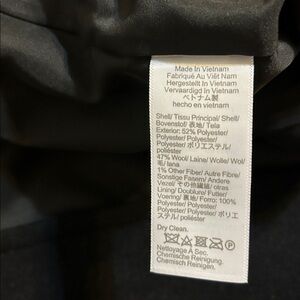 Made In Vietnam
Fabriqué Au Viêt Nam
Hergestellt In Vietnam
Vervaardigd In Vietnam
ベトナム製
hecho en vietnam
Shell/ Tissu Principal/ Shell/
Bovenstof/ 表地/ Tela
Exterior: 52% Polyester/
Polyester/ Polyester/
Polyester/ ポリエステル/
poliéster
47% Wool/ Laine/ Wolle/ Wol/
毛/ lana
1% Other Fiber/ Autre Fibre/
Sonstige Fasern/ Andere
Vezel/ その他繊維/ otras
Lining/ Doublure/ Futter/
Voering/ 裏地/ Forro: 100%
Polyester/ Polyester/
Polyester/ Polyester/ ポリエ
ステル/ poliéster
Dry Clean.
P
Nettoyage A Sec.
Chemische Reinigung.
Chemisch Reinigen.